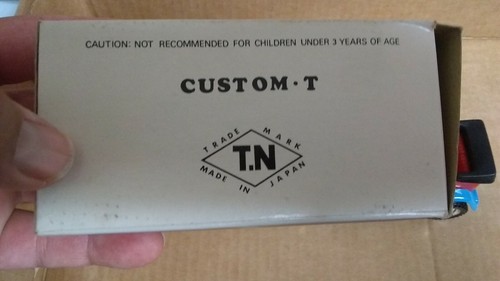 CAUTION: NOT RECOMMENDED FOR CHILDREN UNDER 3 YEARS OF AGE
CUSTOM·T
TRADE MARK
T.N
MADE IN JAPAN